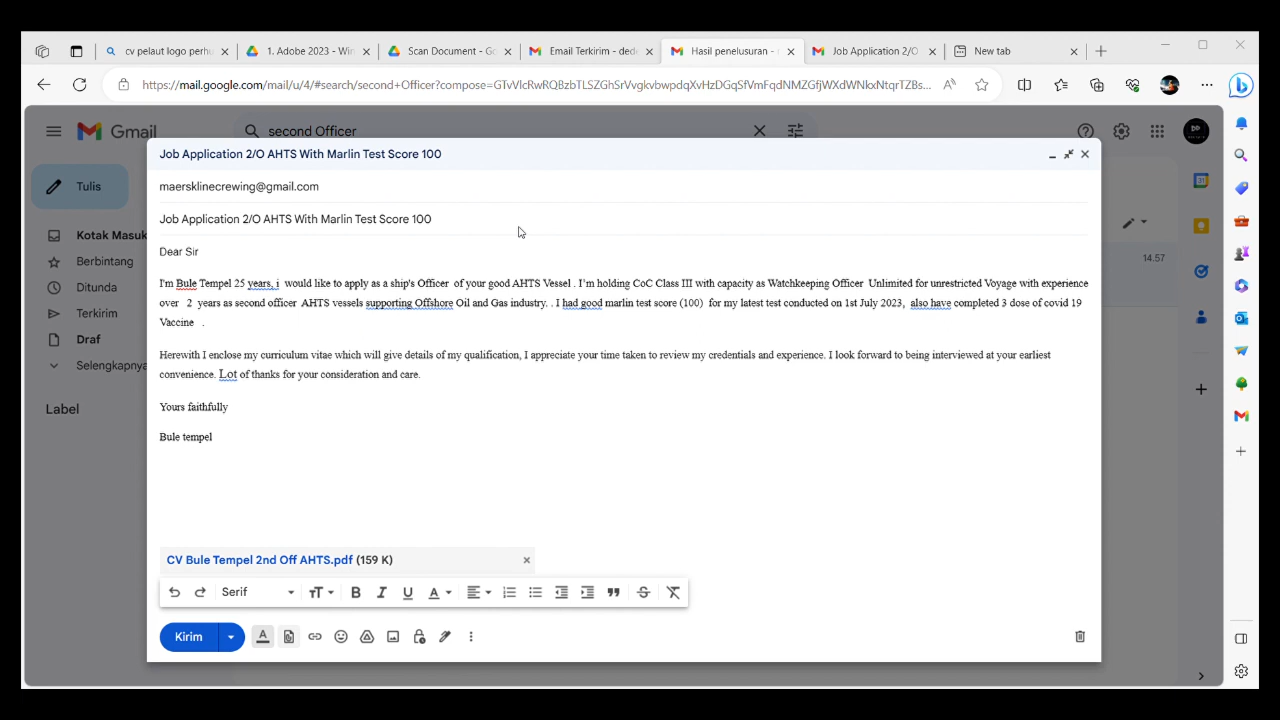 cv pelaut logo perhu
1. Adobe 2023 - Win
Scan Document - Go
Email Terkirim - dede
Hasil penelusuran - c
Job Application 2/O
New tab
https://mail.google.com/mail/u/4/#search/second+Officer?compose=GTvVlcRwRQBzbTLSZGhSrVvgkvbwpdqXvHzDGqSfVmFqdNMZGfjWXdWNkxNtqrTZBs...
Gmail
second Officer
Job Application 2/O AHTS With Marlin Test Score 100
Tulis
maersklinecrewing@gmail.com
Job Application 2/O AHTS With Marlin Test Score 100
Kotak Masuk
Dear Sir
Berbintang
14.57
I'm Bule Tempel 25 years, i would like to apply as a ship's Officer of your good AHTS Vessel . I'm holding CoC Class III with capacity as Watchkeeping Officer Unlimited for unrestricted Voyage with experience
Ditunda
over 2 years as second officer AHTS vessels supporting Offshore Oil and Gas industry. . I had good marlin test score (100) for my latest test conducted on 1st July 2023, also have completed 3 dose of covid 19
Terkirim
Vaccine .
Draf
Herewith I enclose my curriculum vitae which will give details of my qualification, I appreciate your time taken to review my credentials and experience. I look forward to being interviewed at your earliest
Selengkapnya
convenience. Lot of thanks for your consideration and care.
Label
Yours faithfully
Bule tempel
CV Bule Tempel 2nd Off AHTS.pdf (159 K)
Serif
Kirim